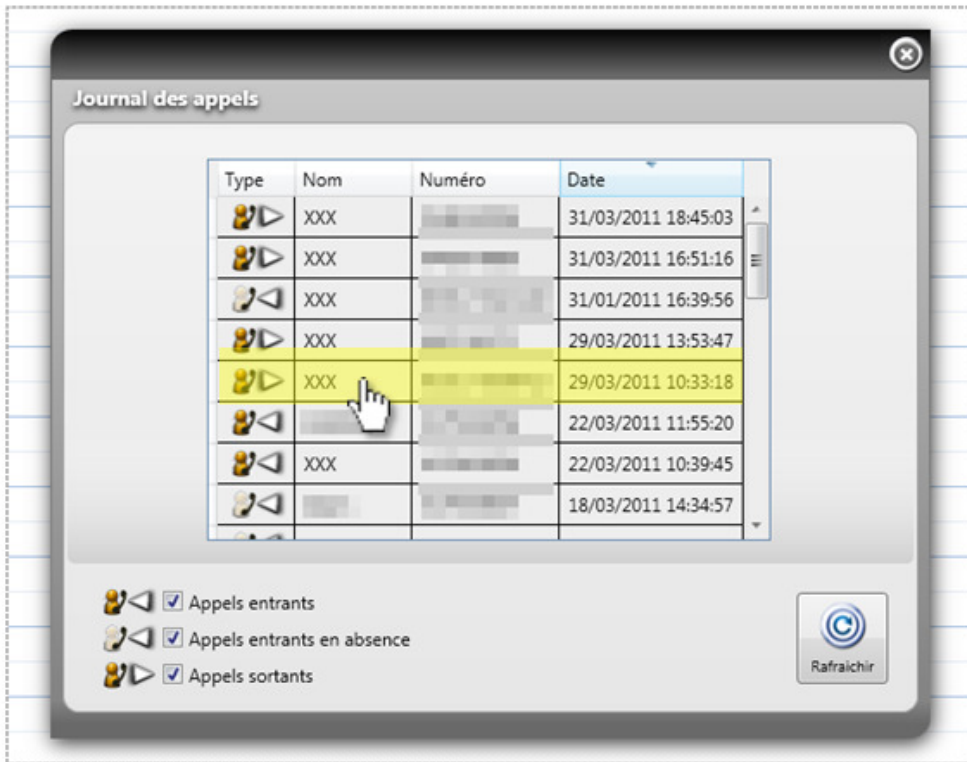 Journal des appels
Type Nom Numéro Date
XXX 31/03/2011 18:45:03
XXX 31/03/2011 16:51:16
XXX 31/01/2011 16:39:56
XXX 29/03/2011 13:53:47
XXX 29/03/2011 10:33:18
22/03/2011 11:55:20
XXX 22/03/2011 10:39:45
18/03/2011 14:34:57
Appels entrants
Appels entrants en absence
Appels sortants
Rafraichir